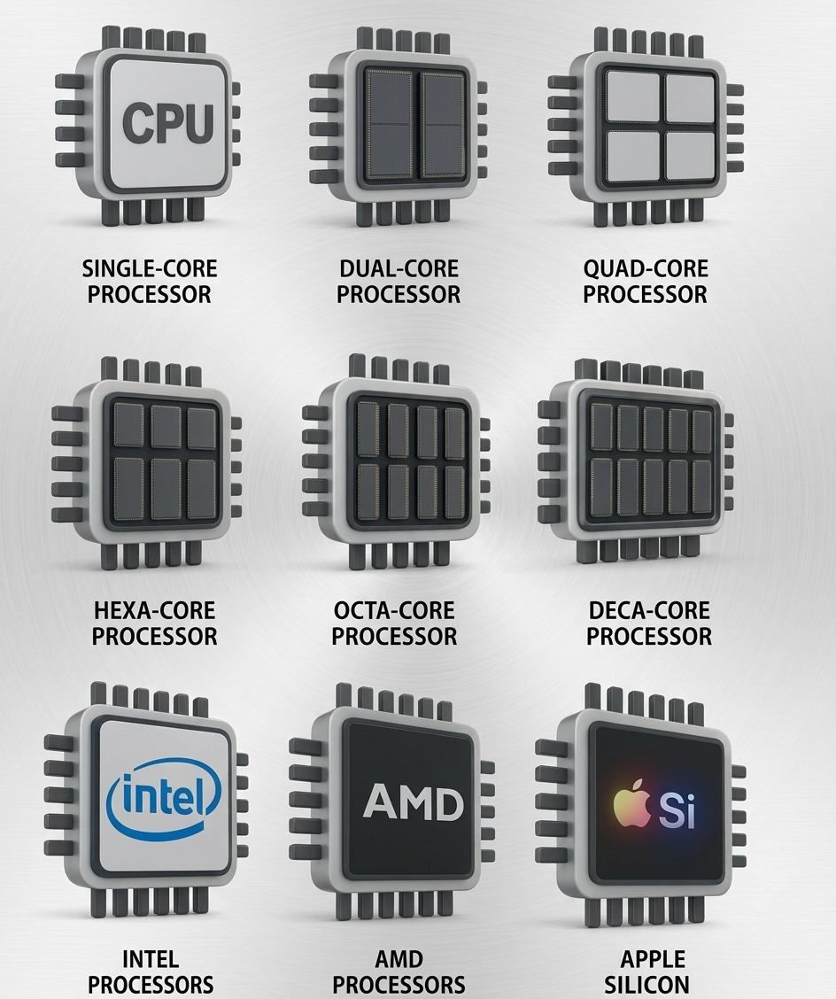 CPU
SINGLE-CORE
PROCESSOR
DUAL-CORE
PROCESSOR
QUAD-CORE
PROCESSOR
HEXA-CORE
PROCESSOR
OCTA-CORE
PROCESSOR
DECA-CORE
PROCESSOR
intel
INTEL
PROCESSORS
AMD
AMD
PROCESSORS
Si
APPLE
SILICON